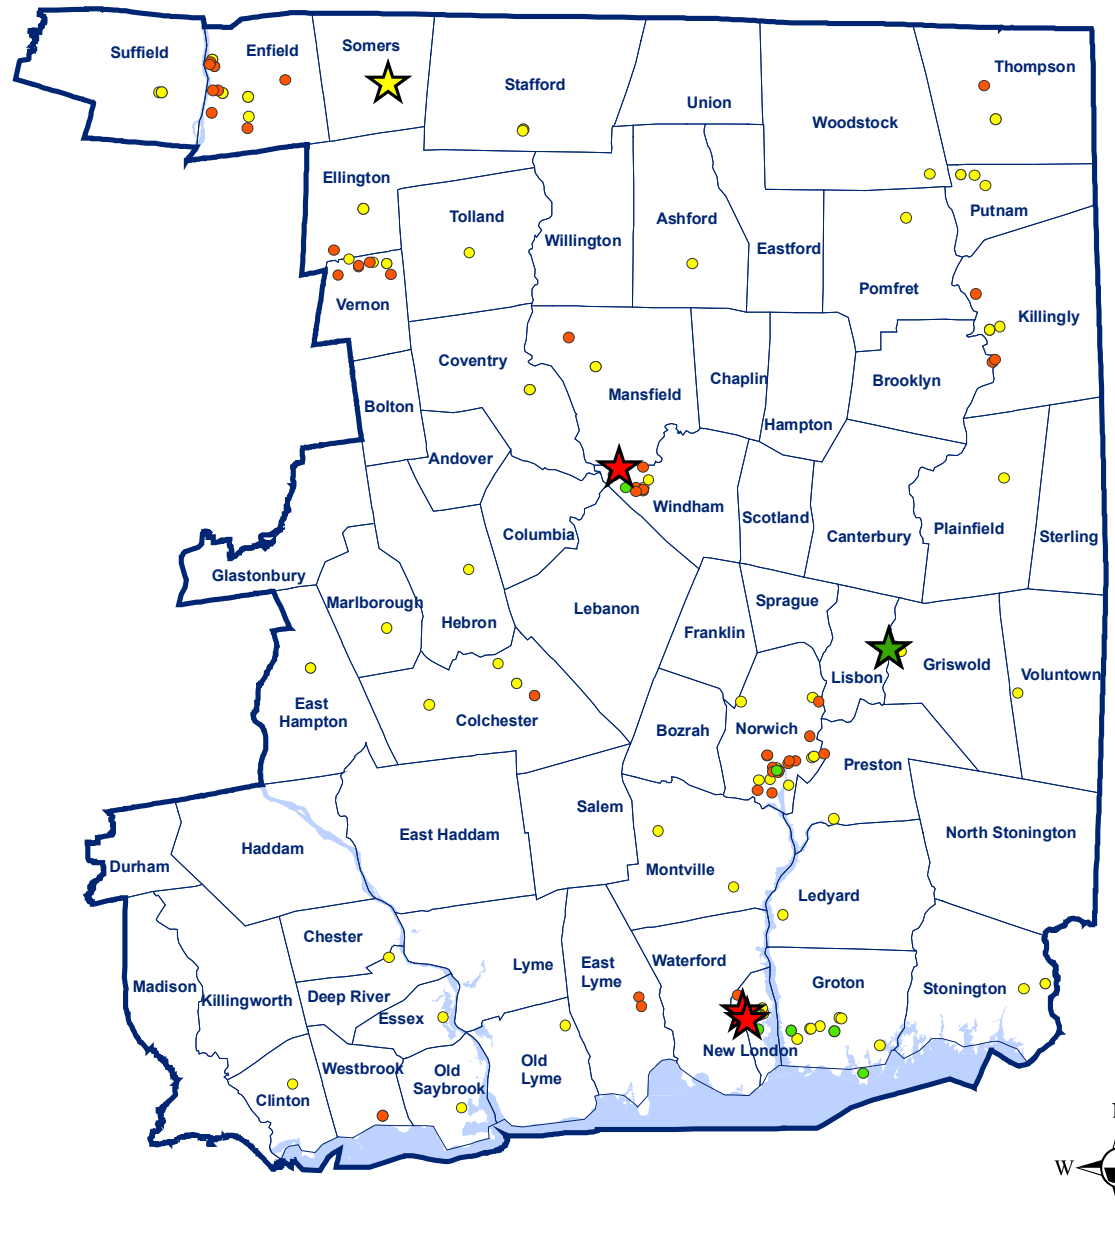 Suffield
Enfield
Somers
Stafford
Union
Woodstock
Thompson
Ellington
Tolland
Willington
Ashford
Eastford
Putnam
Pomfret
Killingly
Vernon
Coventry
Mansfield
Chaplin
Brooklyn
Bolton
Hampton
Andover
Windham
Scotland
Columbia
Canterbury
Plainfield
Sterling
Glastonbury
Marlborough
Hebron
Lebanon
Sprague
Franklin
Lisbon
Griswold
Voluntown
East
Hampton
Colchester
Bozrah
Norwich
Preston
Salem
East Haddam
Haddam
North Stonington
Durham
Montville
Ledyard
Chester
Lyme
East
Lyme
Waterford
Groton
Stonington
Madison
Killingworth
Deep River
Essex
New London
Westbrook
Old
Saybrook
Old
Lyme
Clinton
W